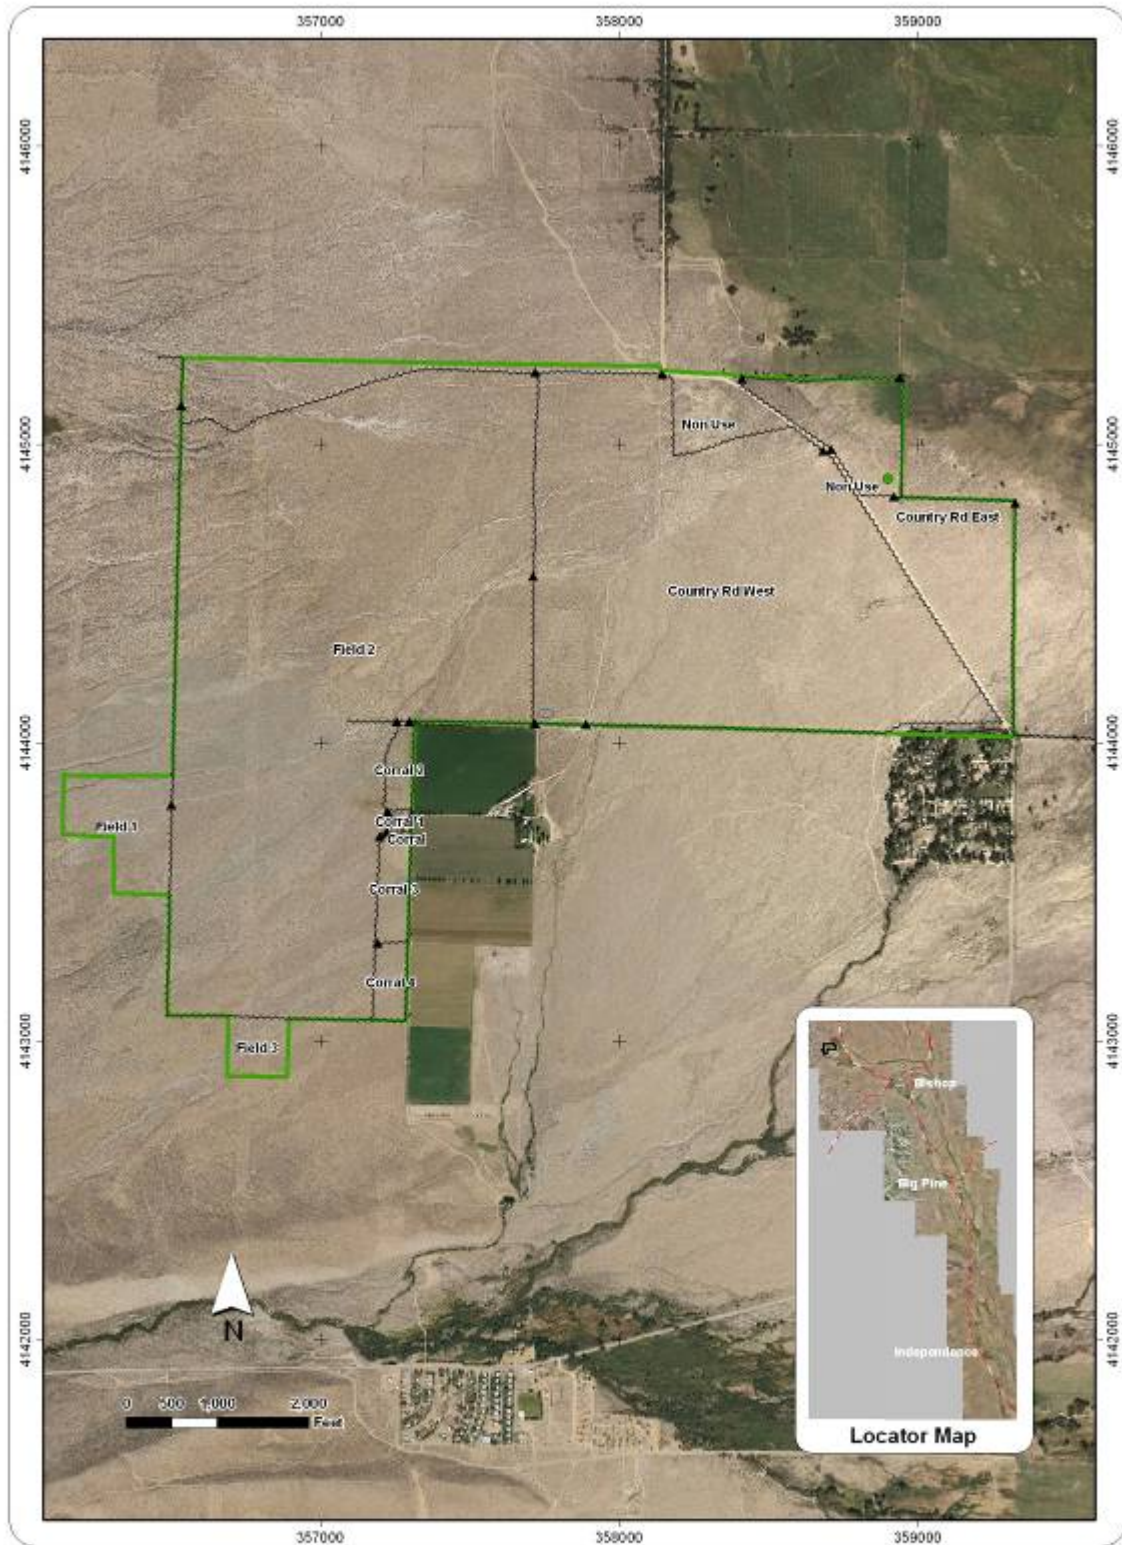 357000
358000
359000
4146000
4146000
Non Use
4145000
4145000
Non Use
Country Rd East
Country Rd West
Field 2
4144000
4144000
Corral 2
Corral 1
Corral
Field 1
Corral 3
Corral 4
4143000
4143000
Field 3
Bishop
Big Pine
Independence
Locator Map
4142000
4142000
N
0 500 1,000 2,000
Feet
357000
358000
359000